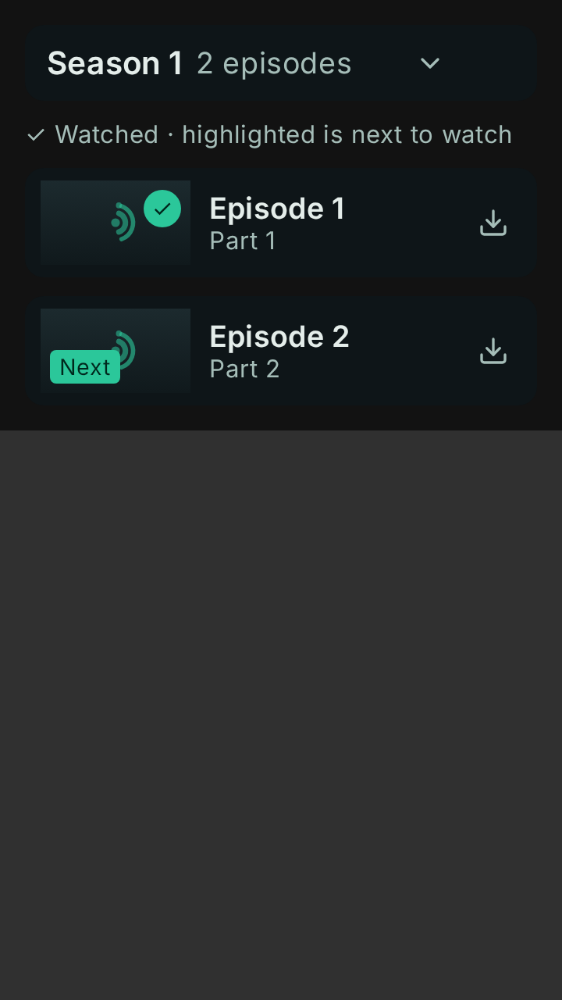 Season 1 2 episodes
✓ Watched · highlighted is next to watch
Episode 1
Part 1
Episode 2
Next
Part 2